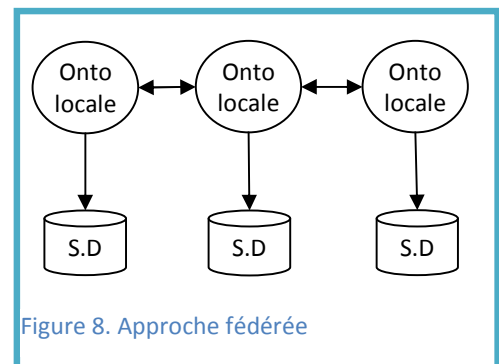 Onto
locale
Onto
locale
Onto
locale
S.D
S.D
S.D
Figure 8. Approche fédérée